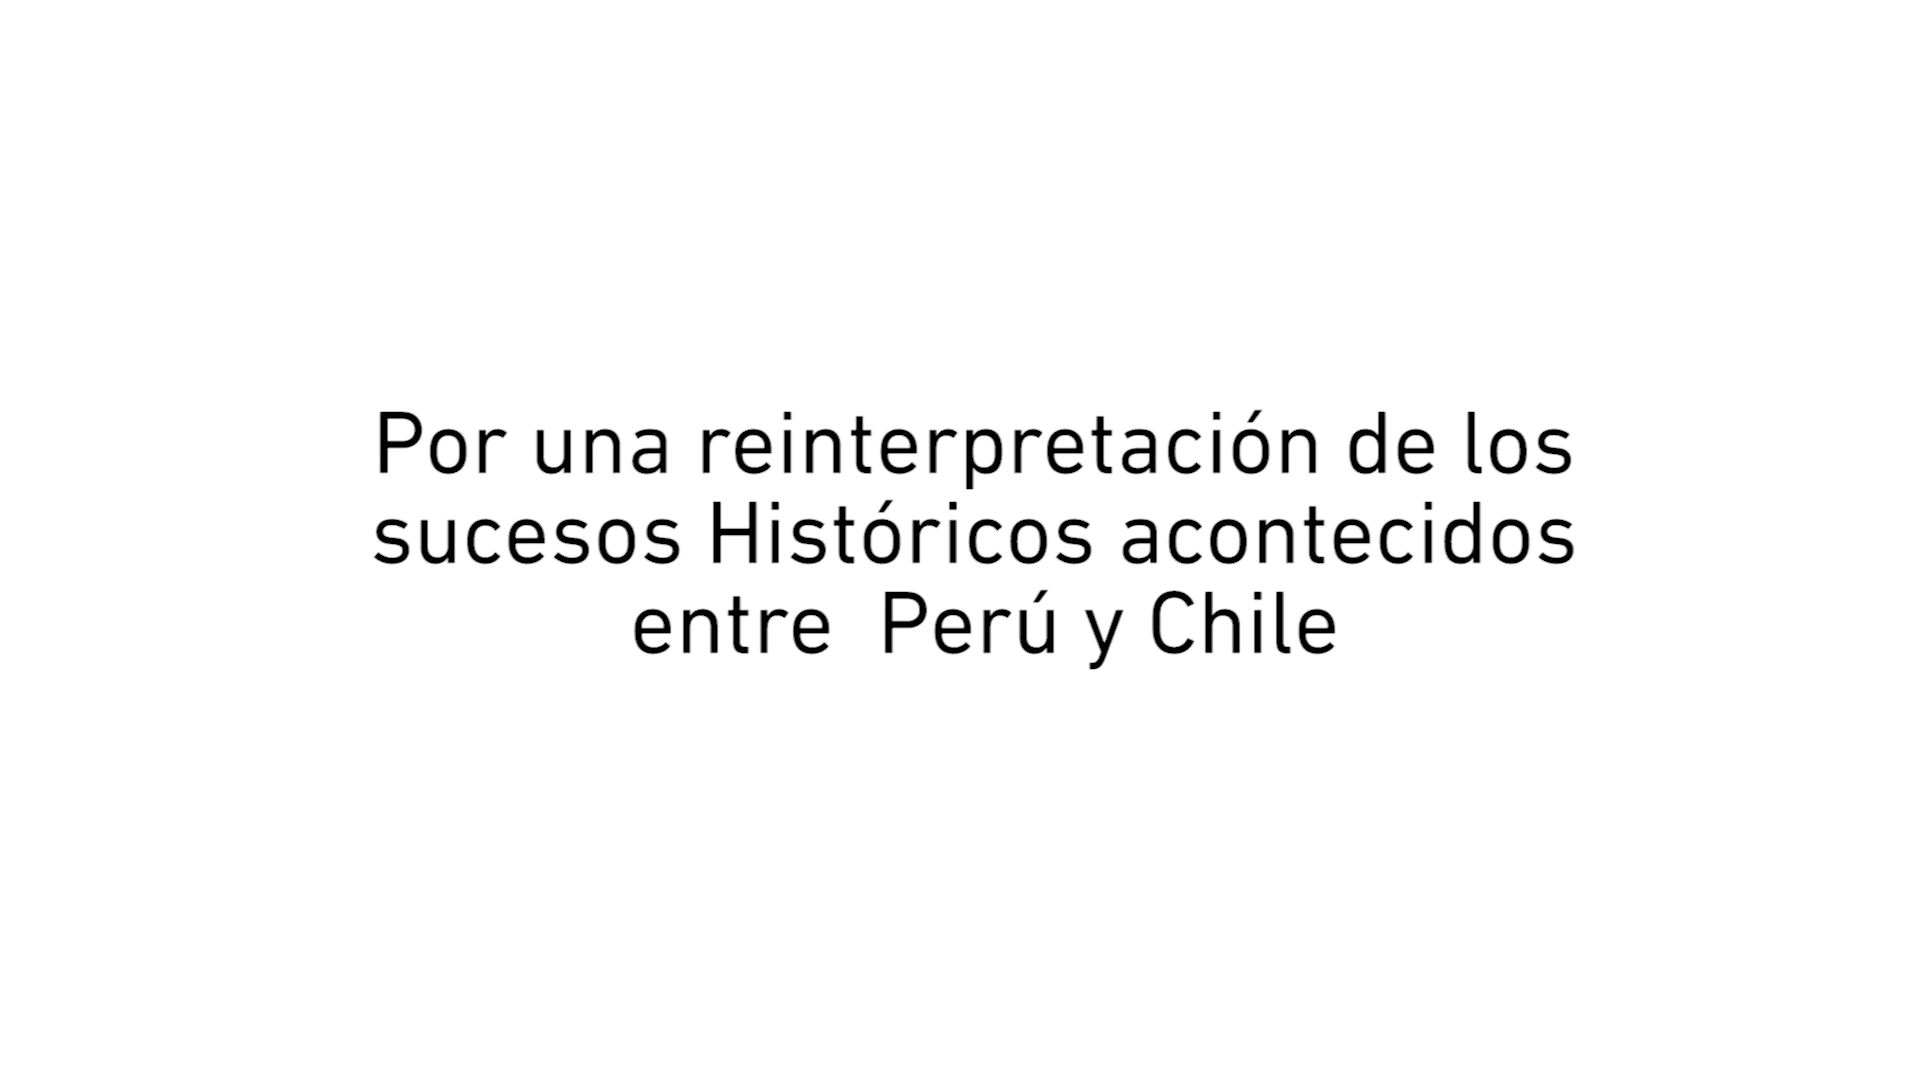 Por una reinterpretación de los
sucesos Históricos acontecidos
entre  Perú y Chile